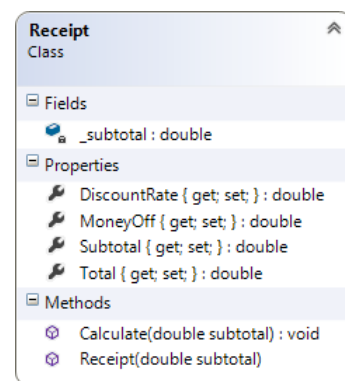 Receipt
Class
Fields
_subtotal : double
Properties
DiscountRate { get; set; } : double
MoneyOff { get; set; } : double
Subtotal { get; set; } : double
Total { get; set; } : double
Methods
Calculate(double subtotal) : void
Receipt(double subtotal)